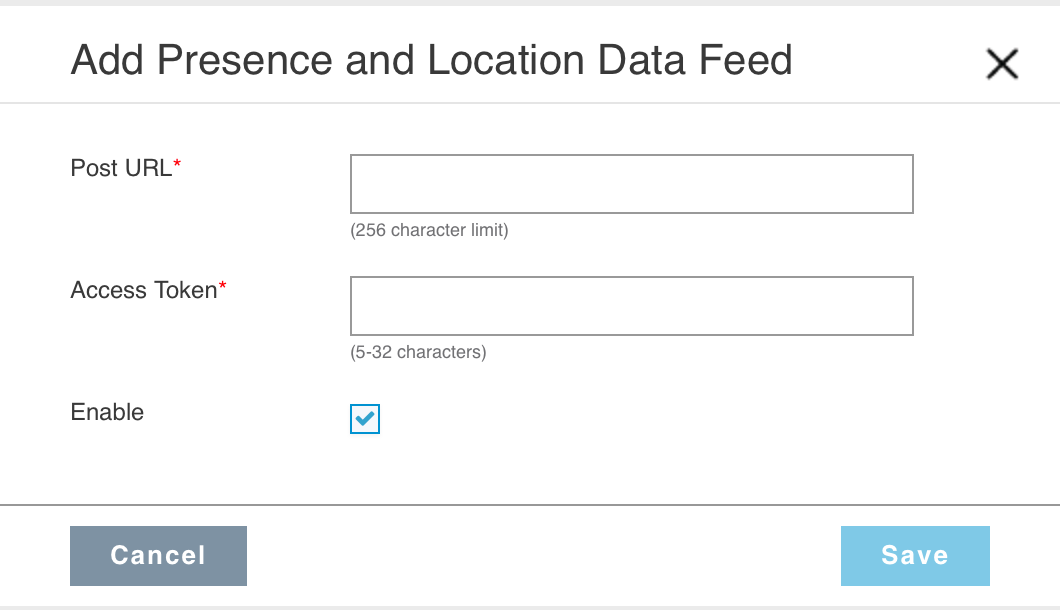 Add Presence and Location Data Feed
Post URL*
(256 character limit)
Access Token*
(5-32 characters)
Enable
Cancel
Save